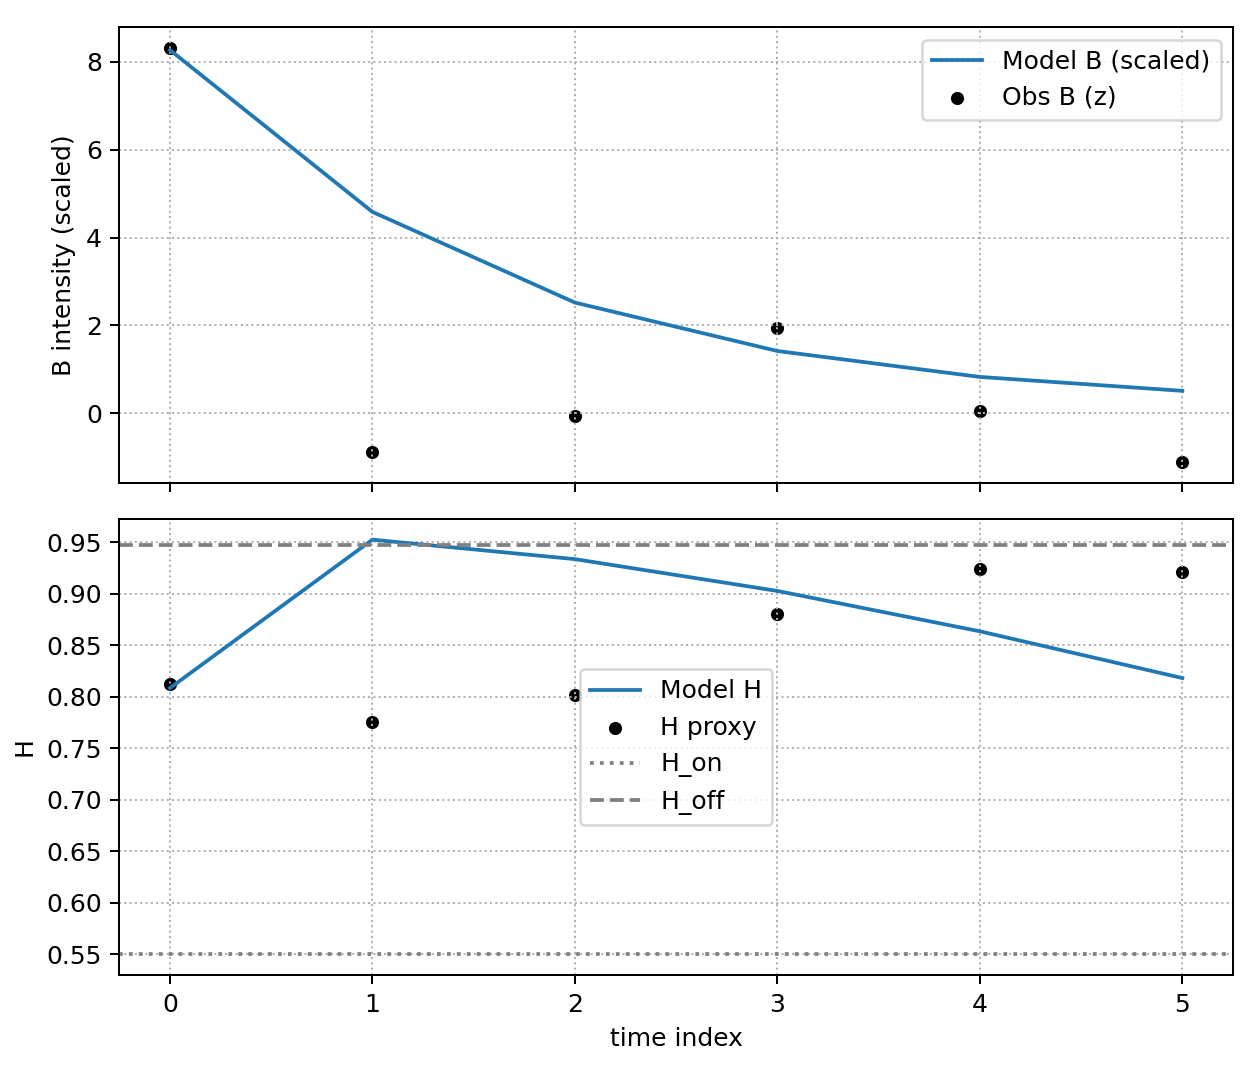 8
6
4
2
0
B intensity (scaled)
Model B (scaled)
Obs B (z)
0.95
0.90
0.85
0.80
0.75
0.70
0.65
0.60
0.55
H
Model H
H proxy
H_on
H_off
0 1 2 3 4 5
time index